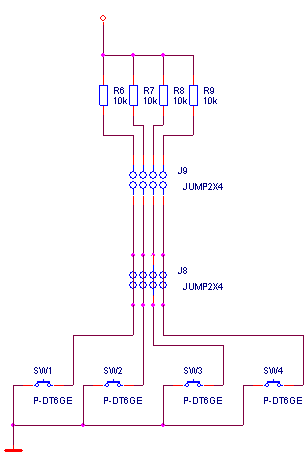 R6 R7 R8 R9
10k 10k 10k 10k
J9
JUMP2X4
J8
JUMP2X4
SW1 SW2 SW3 SW4
P-DT6GE P-DT6GE P-DT6GE P-DT6GE